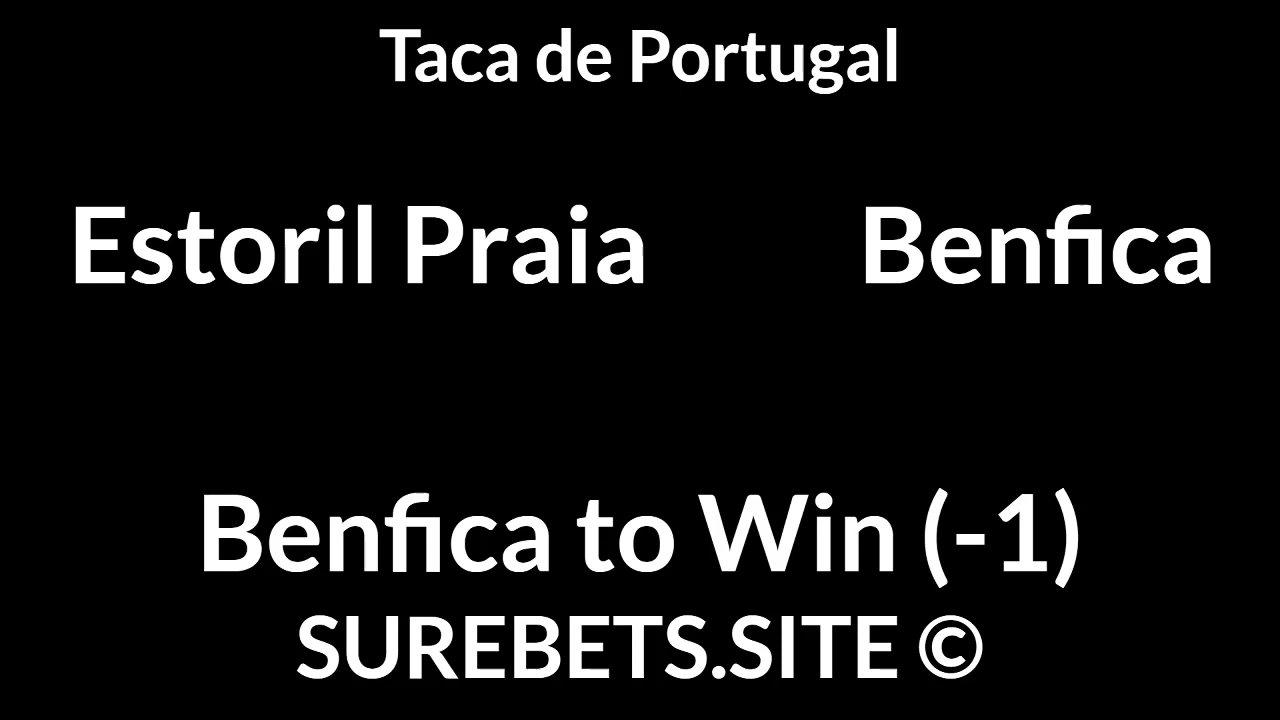 Taca de Portugal
Estoril Praia Benfica
Benfica to Win (-1)
SUREBETS.SITE ©